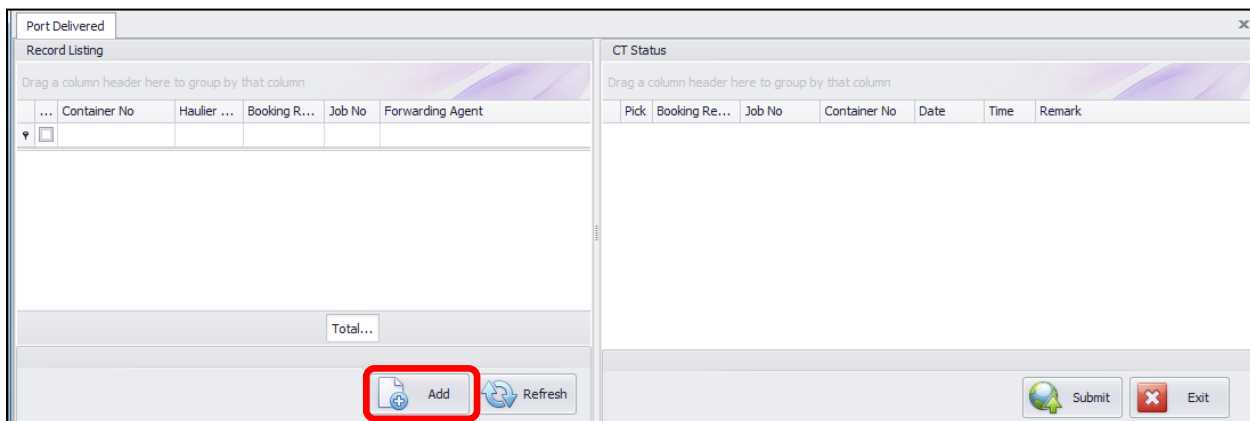 Port Delivered
Record Listing
Drag a column header here to group by that column
... Container No Haulier ... Booking R... Job No Forwarding Agent
Total...
Add Refresh
CT Status
Drag a column header here to group by that column
Pick Booking Re... Job No Container No Date Time Remark
Submit Exit